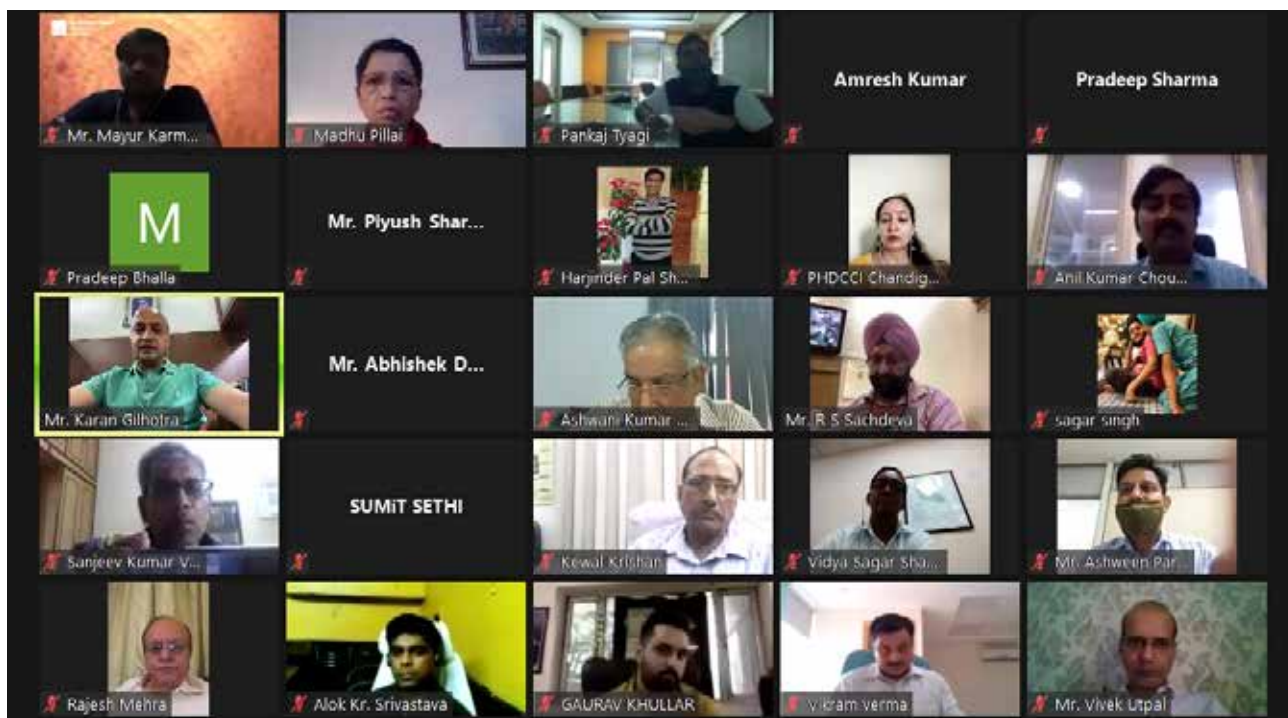 Mr. Mayur Karm...
Madhu Pillai
Pankaj Tyagi
Amresh Kumar
Pradeep Sharma
M
Pradeep Bhalla
Mr. Piyush Shar...
Harjinder Pal Sh...
PHDCCI Chandig...
Anil Kumar Chou...
Mr. Karan Gilhotra
Mr. Abhishek D...
Ashwani Kumar ...
Mr. R S Sachdeva
sagar singh
Sanjeev Kumar V...
SUMiT SETHI
Kewal Krishan
Vidya Sagar Sha...
Mr. Ashween Par...
Rajesh Mehra
Alok Kr. Srivastava
GAURAV KHULLAR
Vikram verma
Mr. Vivek Utpal